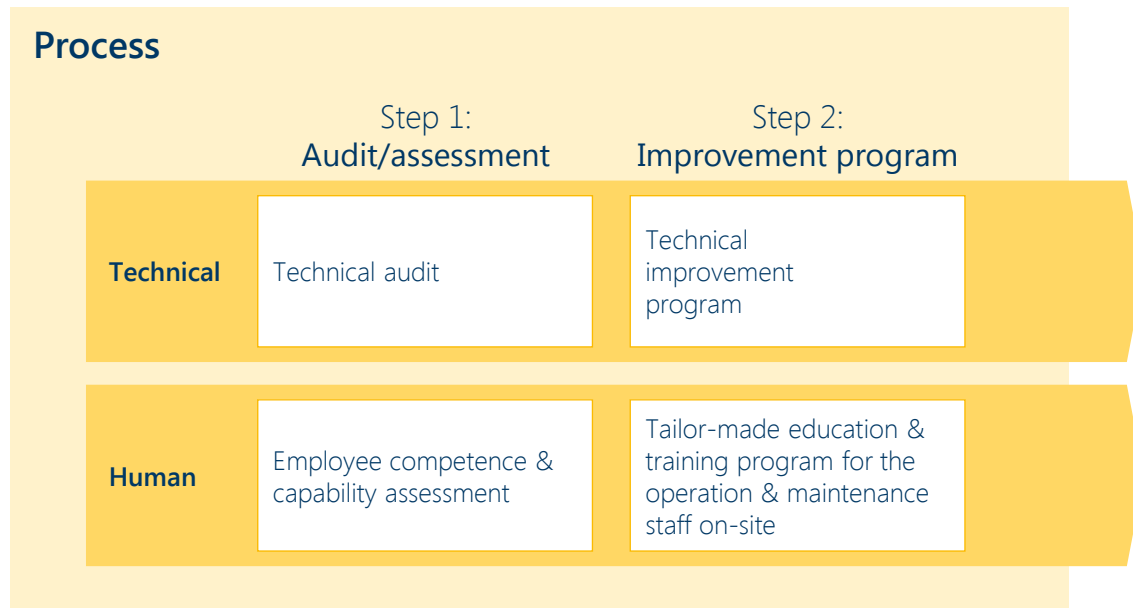 Process
Step 1:
Audit/assessment
Step 2:
Improvement program
Technical
Technical audit
Technical
improvement
program
Human
Employee competence &
capability assessment
Tailor-made education &
training program for the
operation & maintenance
staff on-site